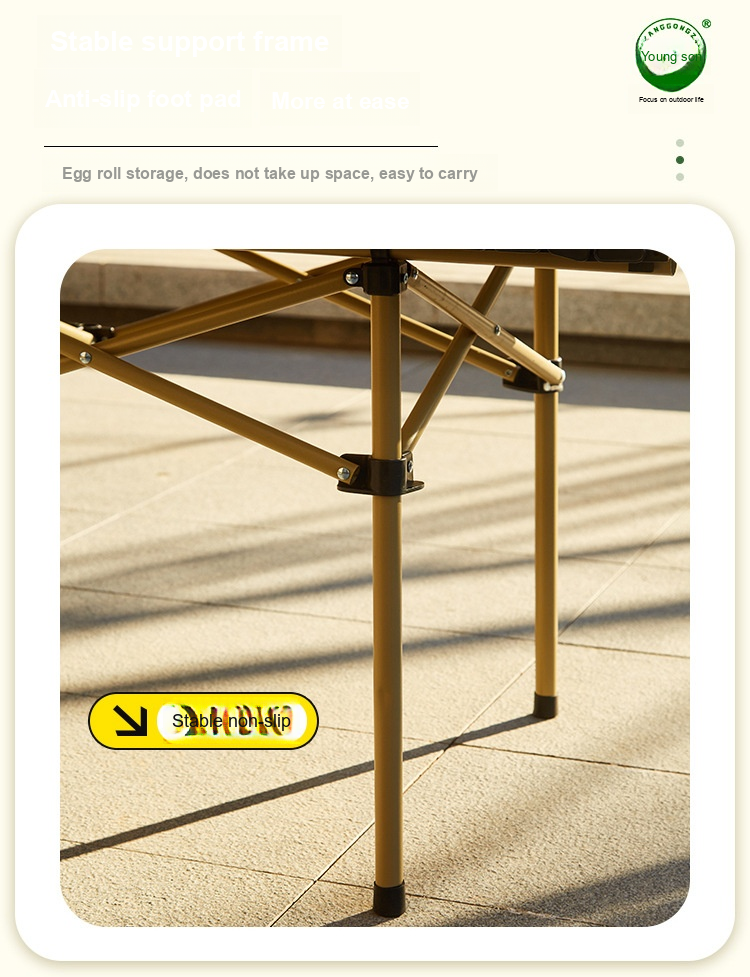 Stable support frame
Anti-slip foot pad More at ease
Egg roll storage, does not take up space, easy to carry
ANGGONGZ
®
Young son
Focus on outdoor life
Stable non-slip